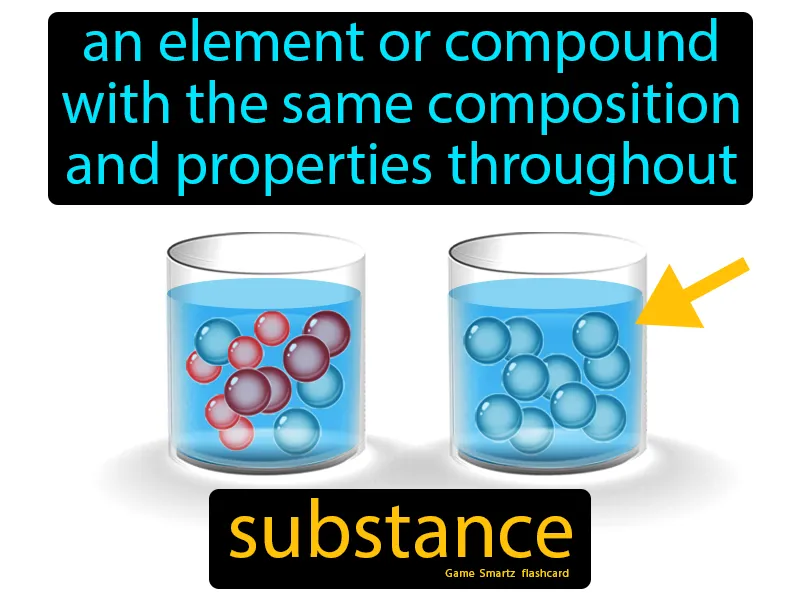 an element or compound
with the same composition
and properties throughout
substance
Game Smartz flashcard